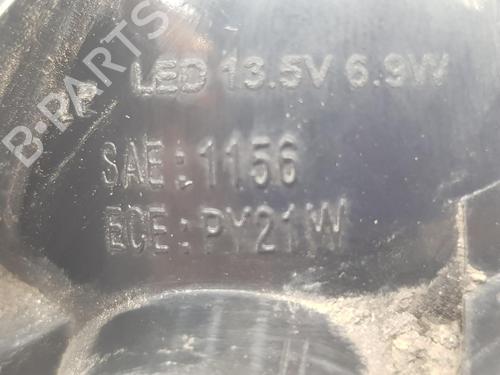 B-PARTS
LED 13.5V 6.9W
SAE: 1156
ECE: PY21W